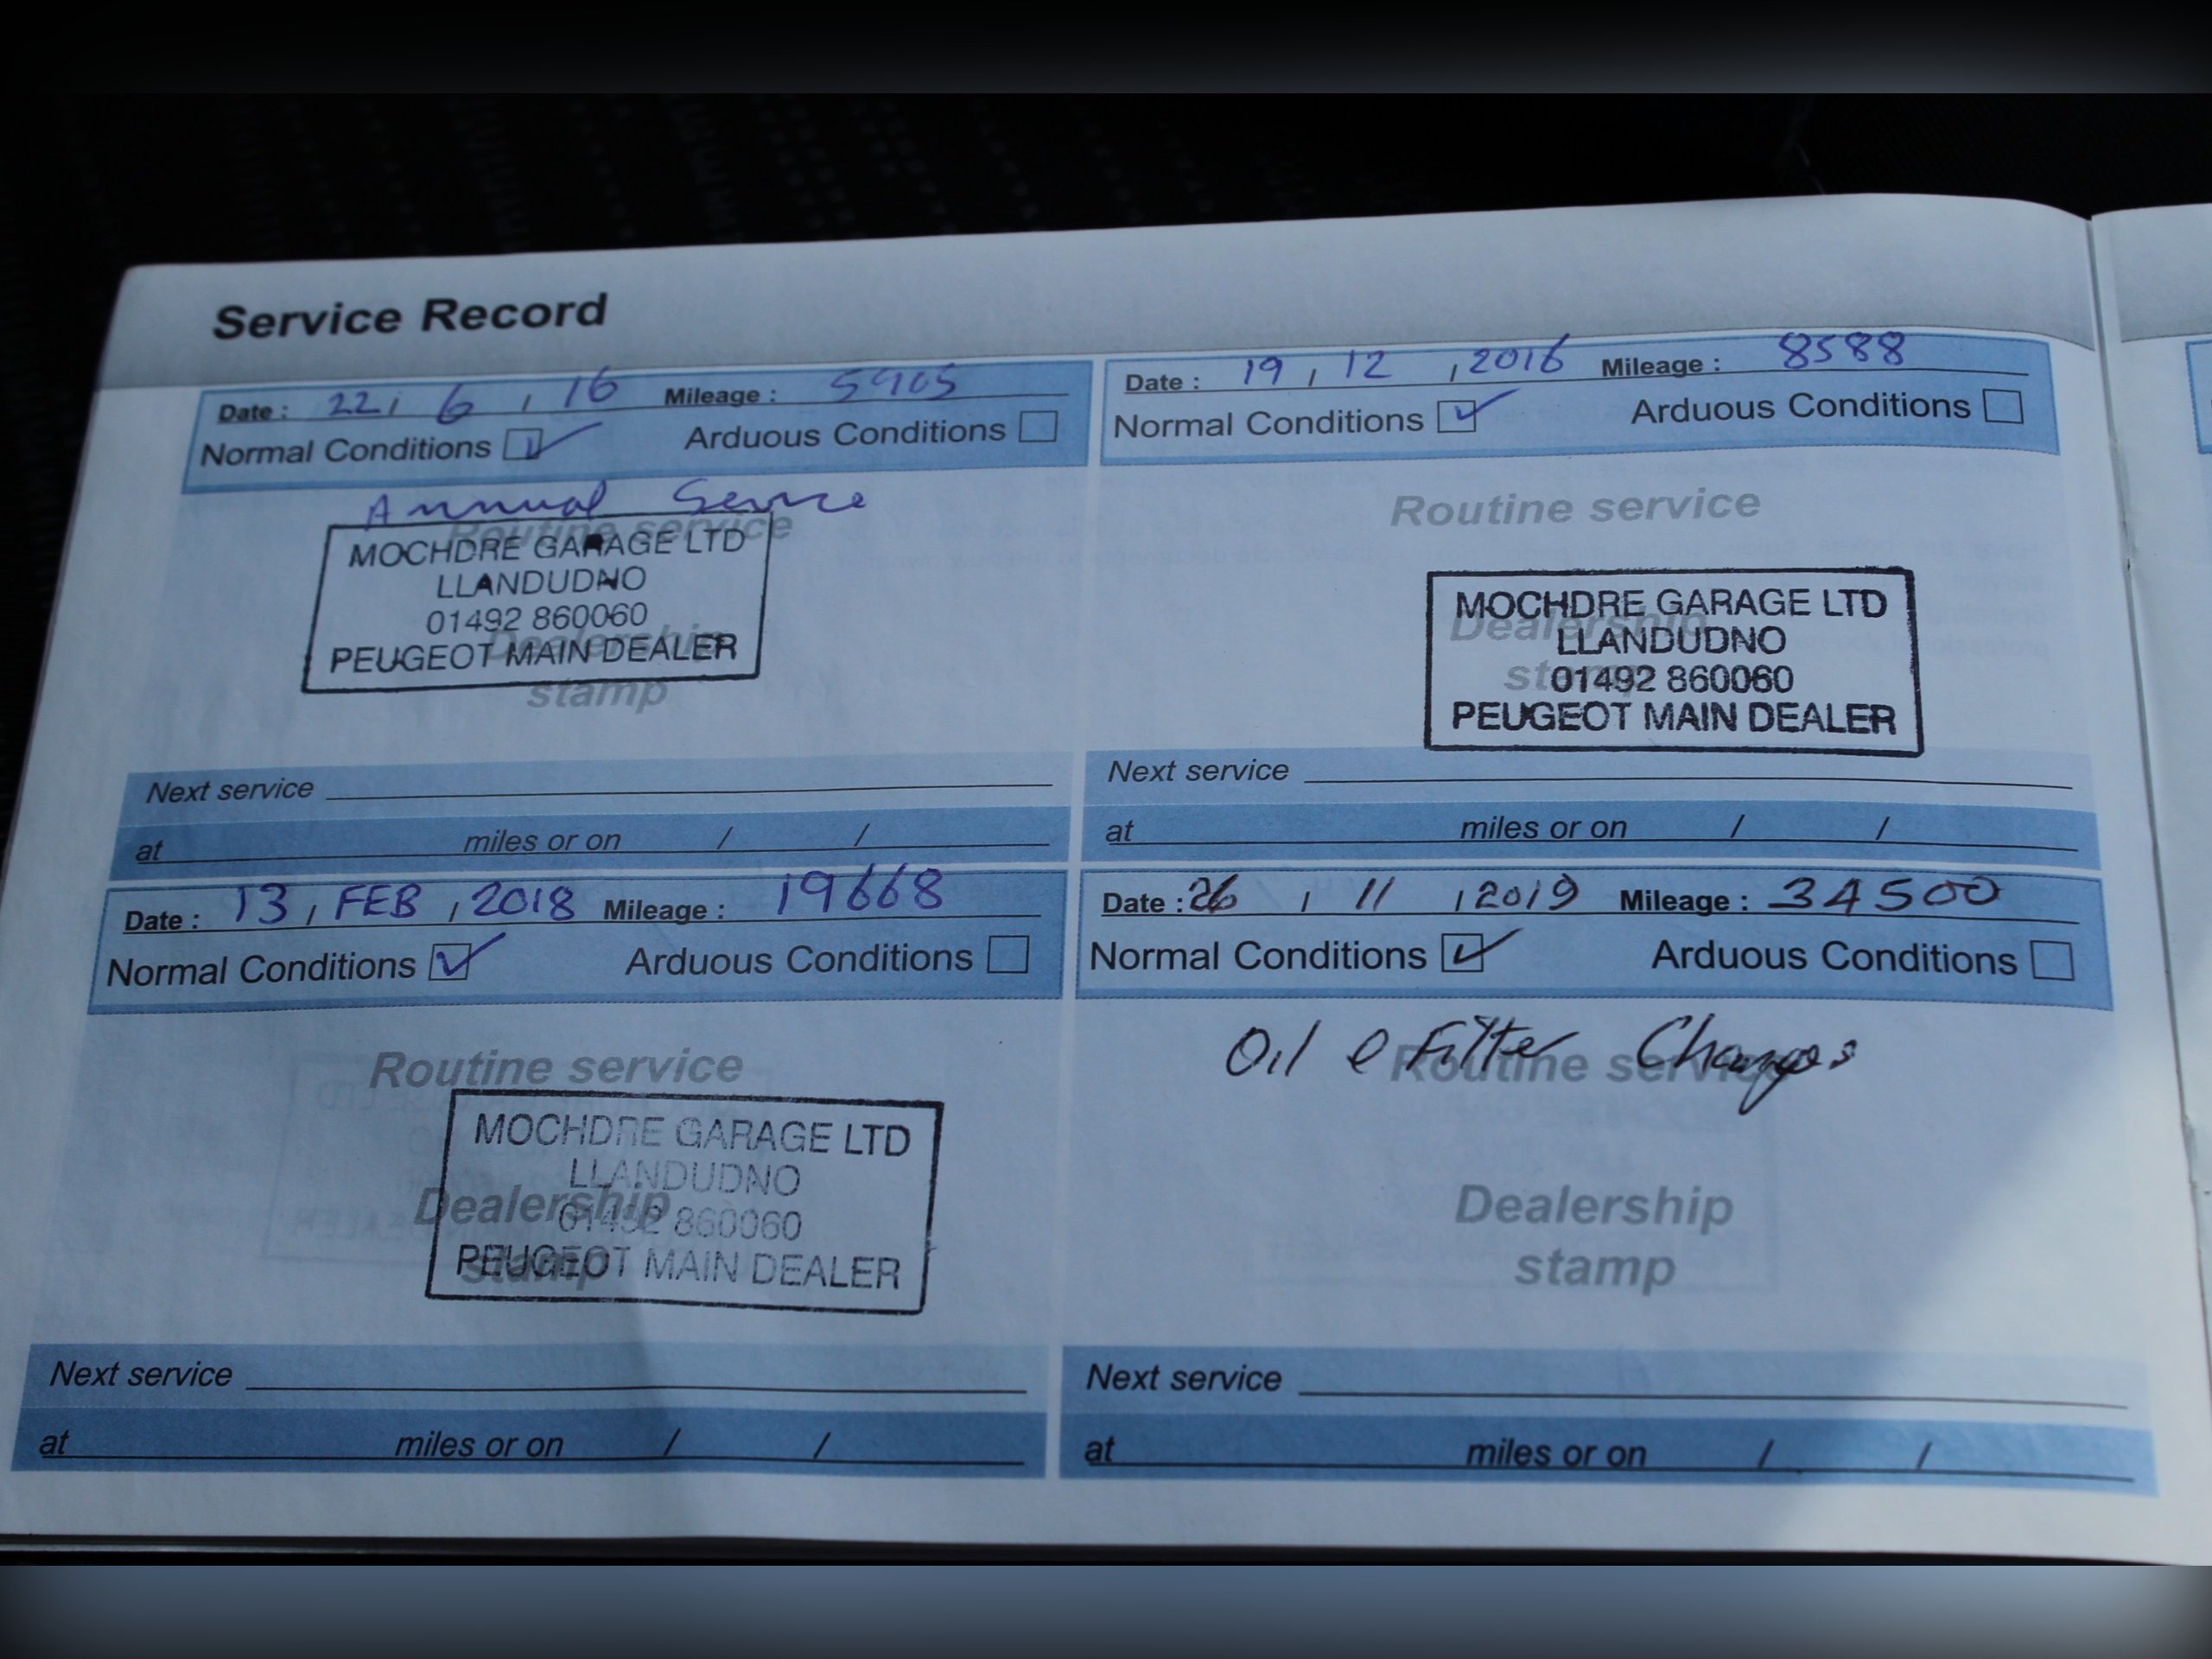 Service Record
Date : 22 / 6 / 16 Mileage : 5905
Normal Conditions ✓ Arduous Conditions
Annual Service
Routine service
MOCHDRE GARAGE LTD
LLANDUDNO
01492 860060
PEUGEOT MAIN DEALER
Dealership
stamp
Next service
at miles or on / /
Date : 19 / 12 / 2016 Mileage : 8588
Normal Conditions ✓ Arduous Conditions
Routine service
MOCHDRE GARAGE LTD
LLANDUDNO
01492 860060
PEUGEOT MAIN DEALER
Dealership
stamp
Next service
at miles or on / /
Date : 13 / FEB / 2018 Mileage : 19668
Normal Conditions ✓ Arduous Conditions
Routine service
MOCHDRE GARAGE LTD
LLANDUDNO
01492 860060
PEUGEOT MAIN DEALER
Dealership
stamp
Next service
at miles or on / /
Date : 26 / 11 / 2019 Mileage : 34500
Normal Conditions ✓ Arduous Conditions
Oil & Filter Changes
Routine service
Dealership
stamp
Next service
at miles or on / /